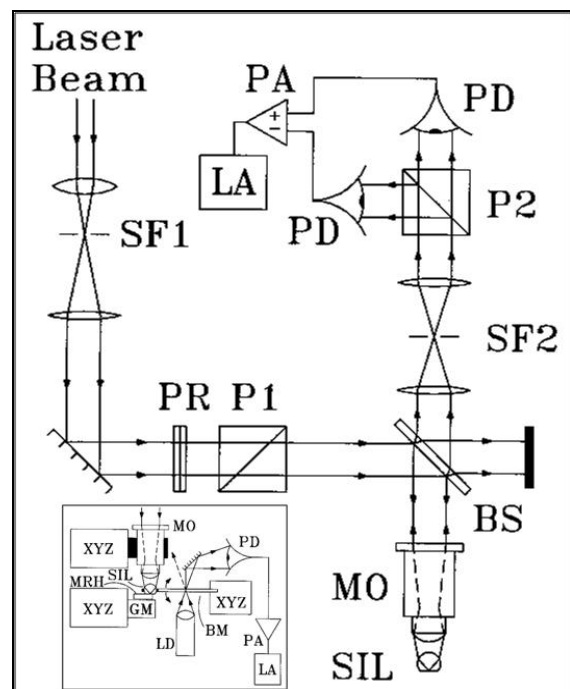 Laser
Beam
PA
PD
+
−
LA
PD
P2
SF1
SF2
PR
P1
BS
MO
SIL
MO
PD
XYZ
SIL
MRH
XYZ
GM
XYZ
BM
LD
PA
LA